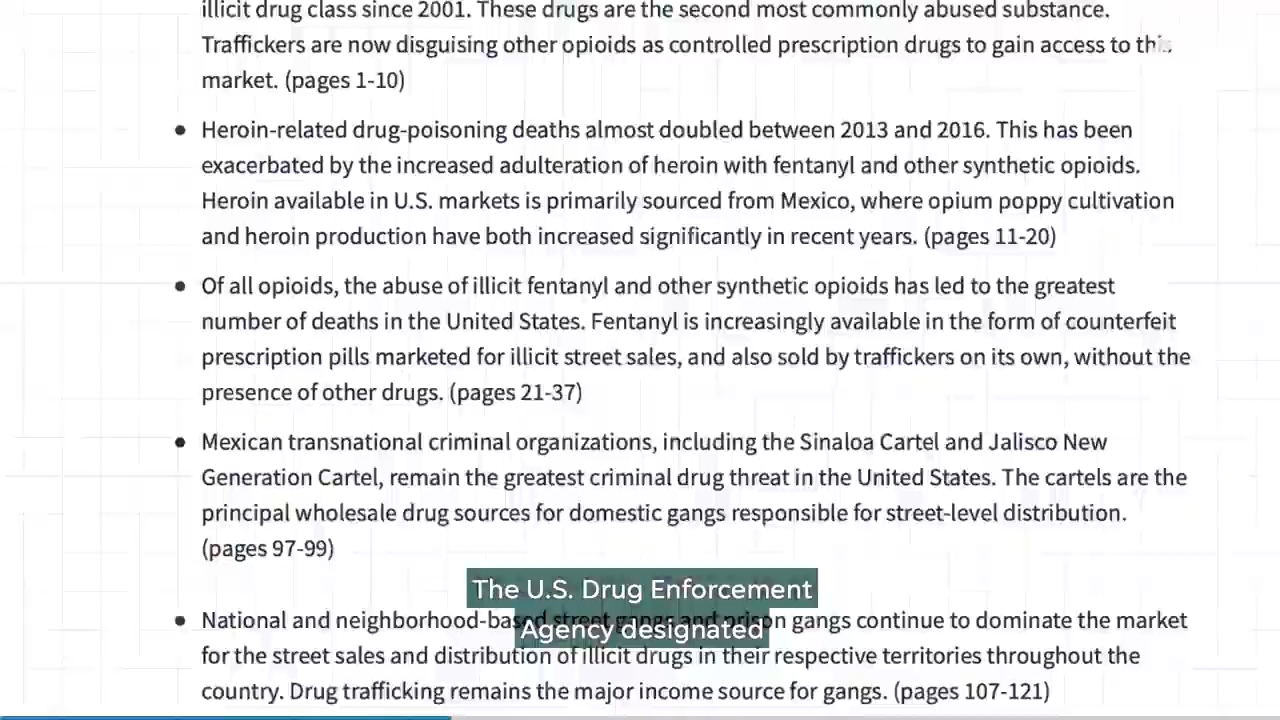 illicit drug class since 2001. These drugs are the second most commonly abused substance.
Traffickers are now disguising other opioids as controlled prescription drugs to gain access to this
market. (pages 1-10)
• Heroin-related drug-poisoning deaths almost doubled between 2013 and 2016. This has been
exacerbated by the increased adulteration of heroin with fentanyl and other synthetic opioids.
Heroin available in U.S. markets is primarily sourced from Mexico, where opium poppy cultivation
and heroin production have both increased significantly in recent years. (pages 11-20)
• Of all opioids, the abuse of illicit fentanyl and other synthetic opioids has led to the greatest
number of deaths in the United States. Fentanyl is increasingly available in the form of counterfeit
prescription pills marketed for illicit street sales, and also sold by traffickers on its own, without the
presence of other drugs. (pages 21-37)
• Mexican transnational criminal organizations, including the Sinaloa Cartel and Jalisco New
Generation Cartel, remain the greatest criminal drug threat in the United States. The cartels are the
principal wholesale drug sources for domestic gangs responsible for street-level distribution.
(pages 97-99)
The U.S. Drug Enforcement
Agency designated
• National and neighborhood-based street gangs and prison gangs continue to dominate the market
for the street sales and distribution of illicit drugs in their respective territories throughout the
country. Drug trafficking remains the major income source for gangs. (pages 107-121)